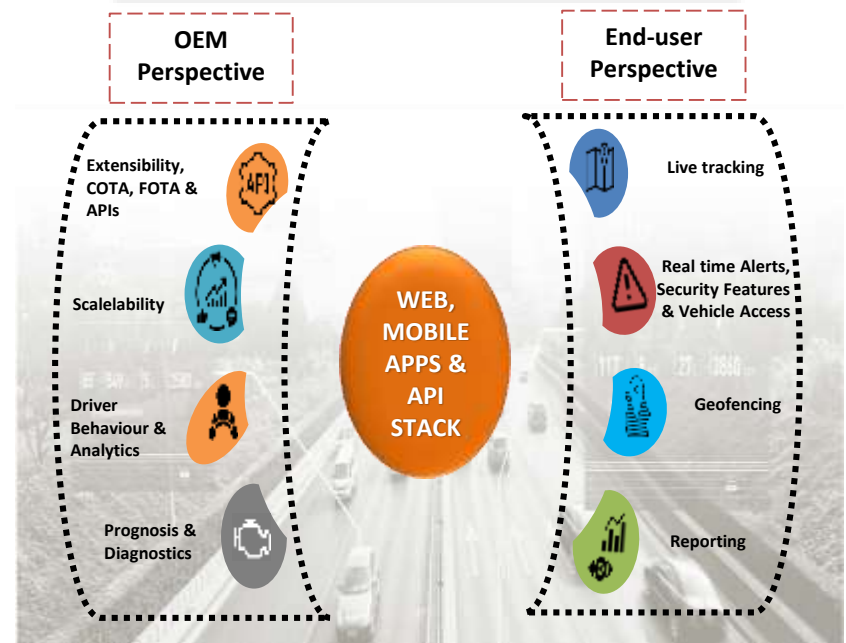 OEM
Perspective
End-user
Perspective
Extensibility,
COTA, FOTA &
APIs
API
Scalelability
Driver
Behaviour &
Analytics
Prognosis &
Diagnostics
WEB,
MOBILE
APPS &
API
STACK
Live tracking
Real time Alerts,
Security Features
& Vehicle Access
Geofencing
Reporting